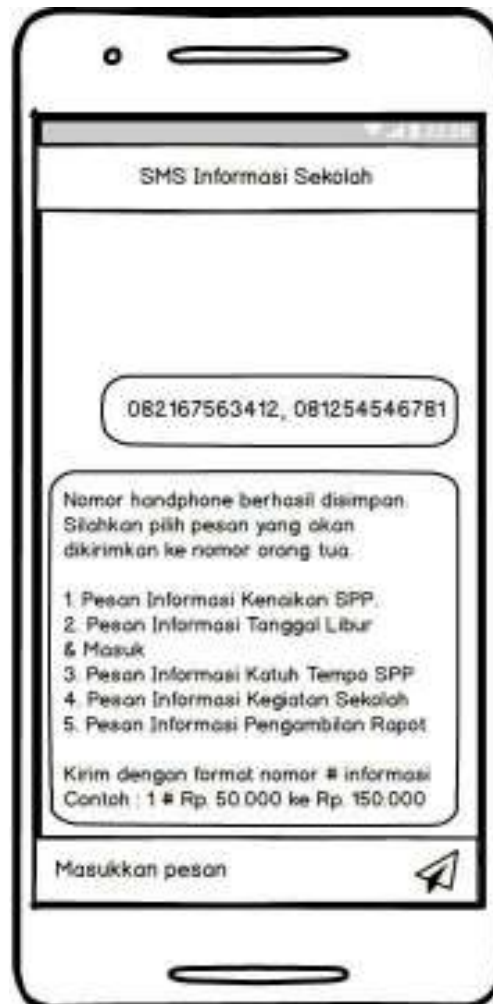 SMS Informasi Sekolah
082167563412, 081254546781
Nomor handphone berhasil disimpan.
Silahkan pilih pesan yang akan
dikirimkan ke nomor orang tua.
1. Pesan Informasi Kenaikan SPP.
2. Pesan Informasi Tanggal Libur
& Masuk
3. Pesan Informasi Katuh Tempo SPP
4. Pesan Informasi Kegiatan Sekolah
5. Pesan Informasi Pengambilan Rapot
Kirim dengan format nomor # informasi
Contoh : 1 # Rp. 50.000 ke Rp. 150.000
Masukkan pesan